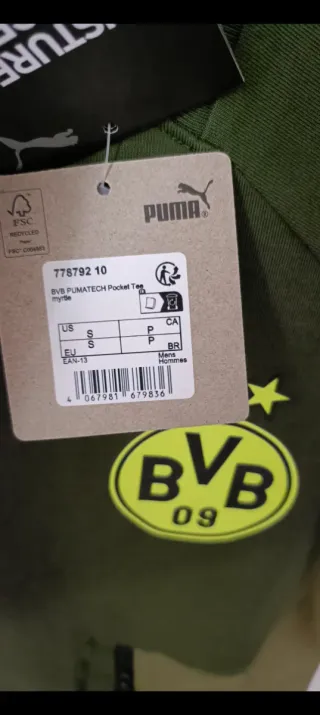 FSC
RECYCLED
PUMA
778792 10
BVB PUMATECH Pocket Tee
myrtle
US S P CA
EU S P BR
EAN-13 Mens
Hommes
4 067981 679836
BVB
09